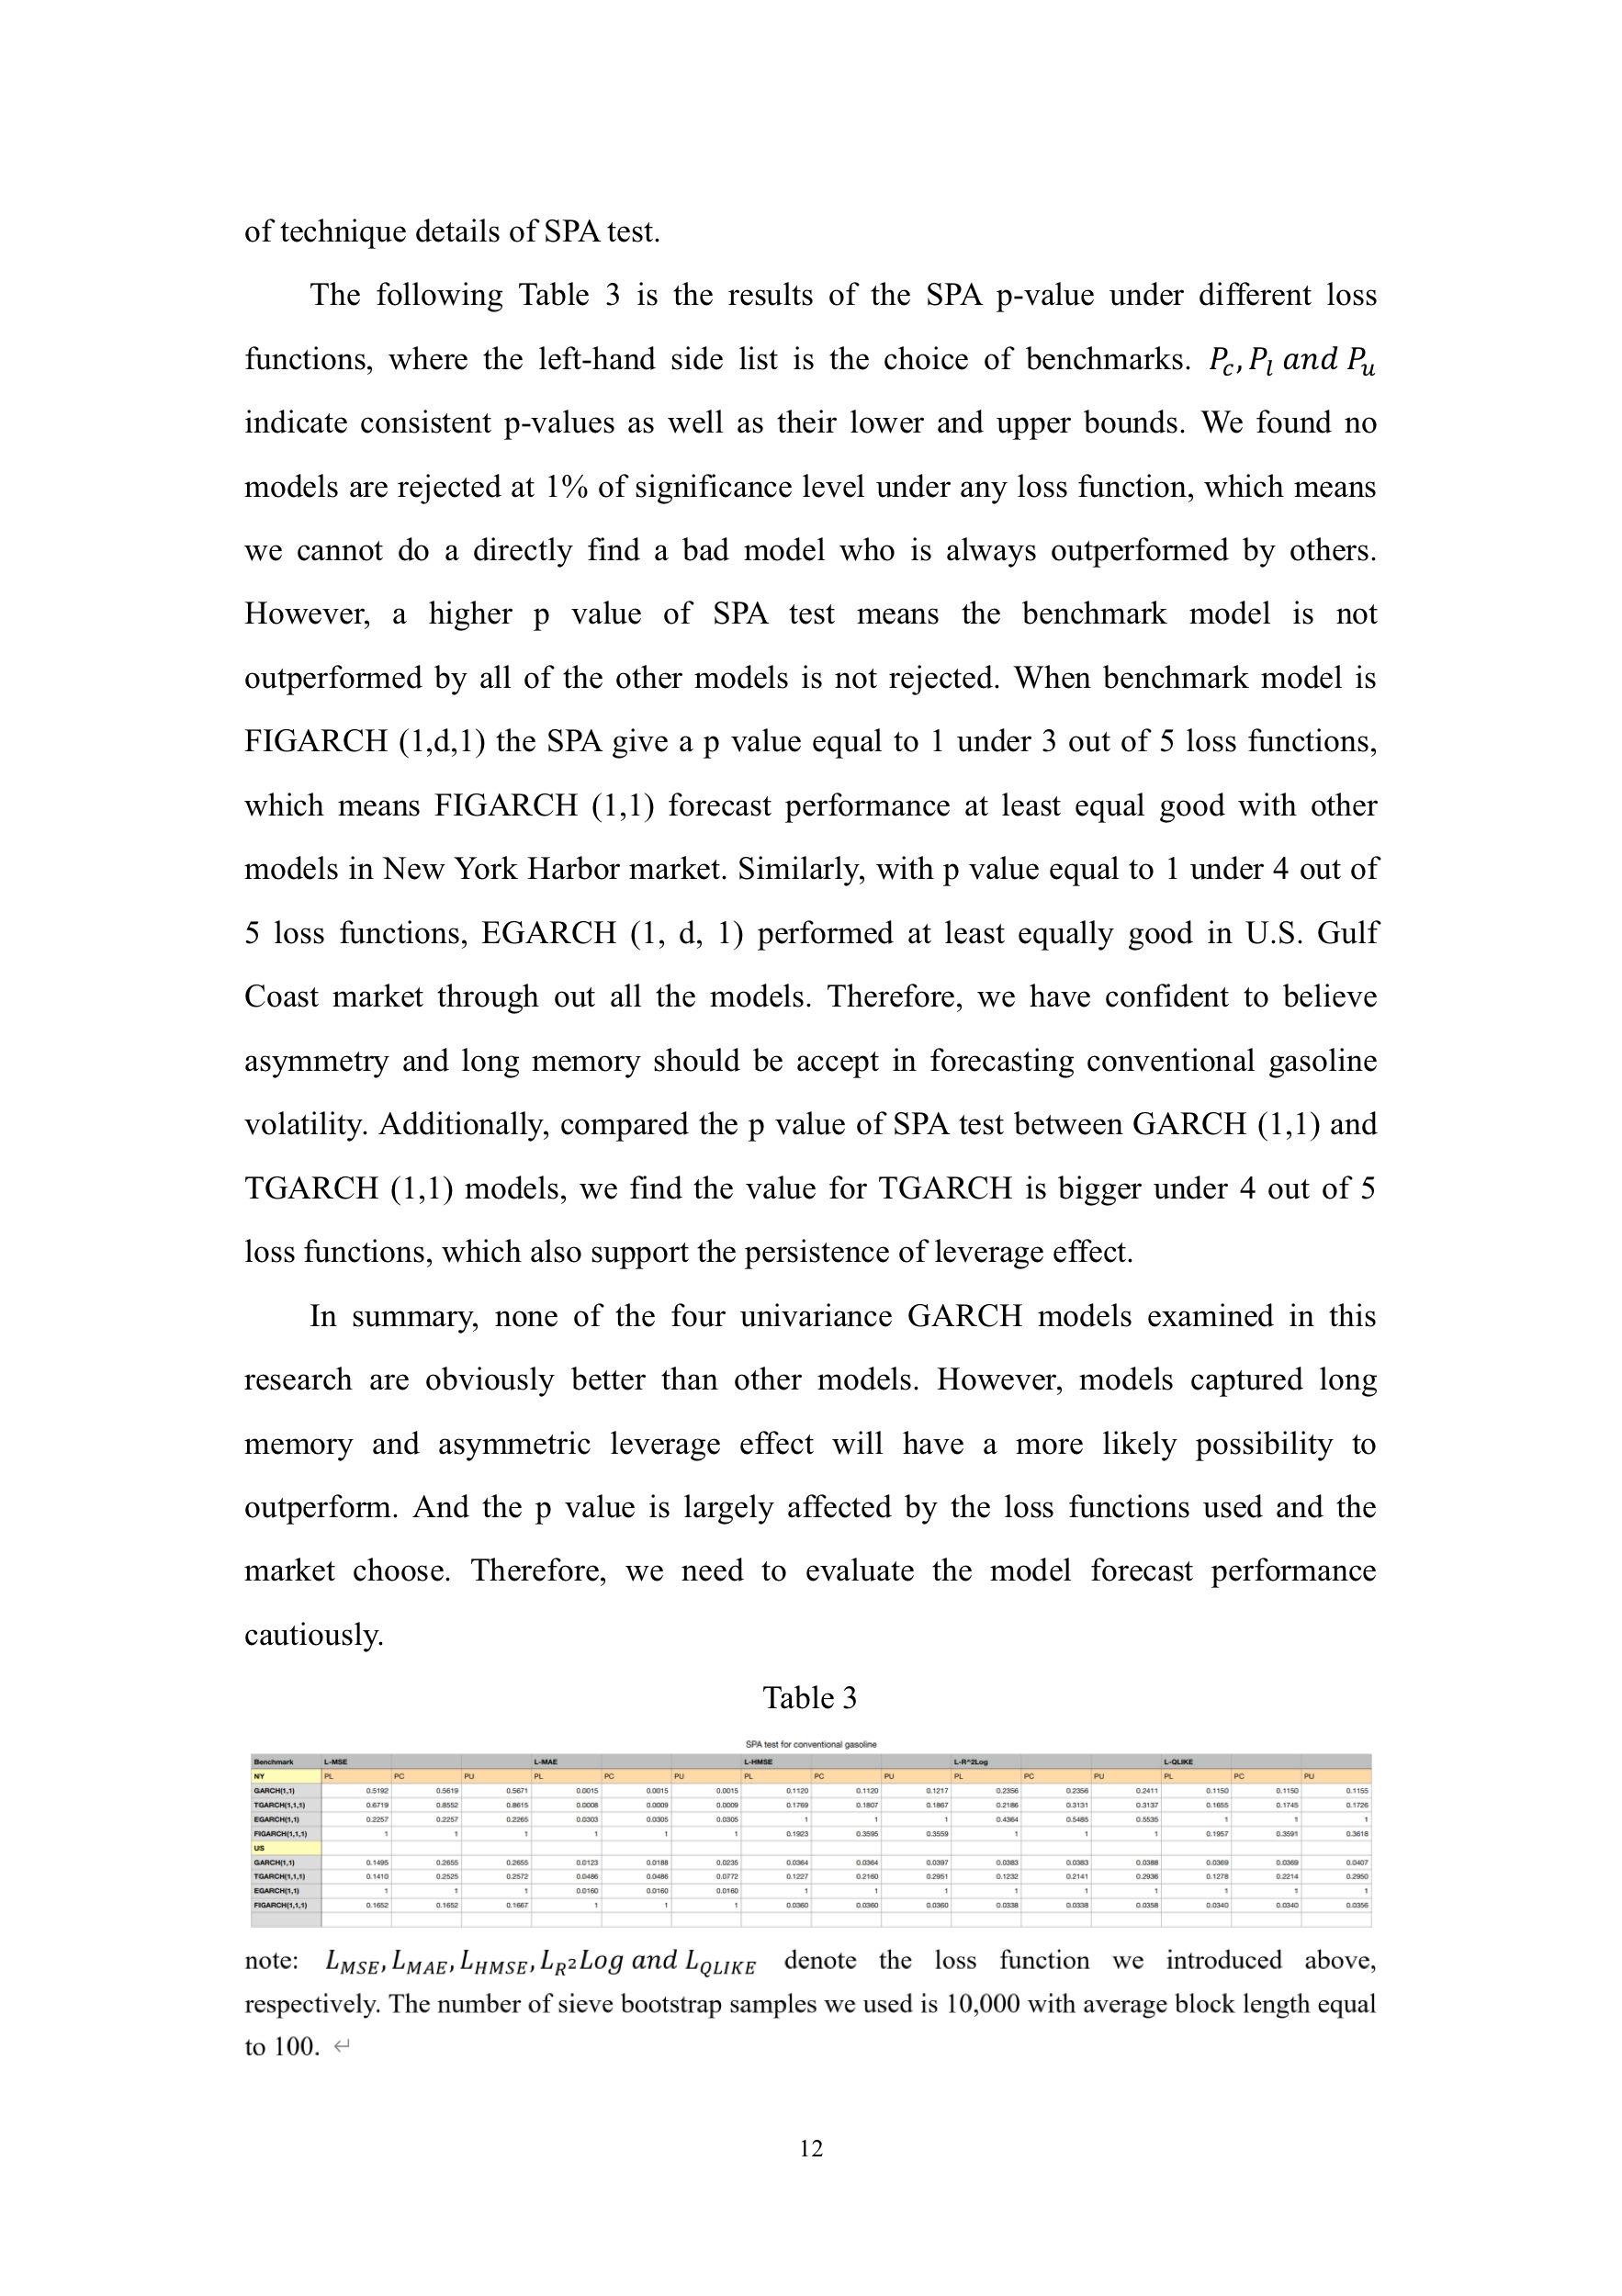 of technique details of SPA test.
The following Table 3 is the results of the SPA p-value under different loss
functions, where the left-hand side list is the choice of benchmarks. P_c, P_l and P_u
indicate consistent p-values as well as their lower and upper bounds. We found no
models are rejected at 1% of significance level under any loss function, which means
we cannot do a directly find a bad model who is always outperformed by others.
However, a higher p value of SPA test means the benchmark model is not
outperformed by all of the other models is not rejected. When benchmark model is
FIGARCH (1,d,1) the SPA give a p value equal to 1 under 3 out of 5 loss functions,
which means FIGARCH (1,1) forecast performance at least equal good with other
models in New York Harbor market. Similarly, with p value equal to 1 under 4 out of
5 loss functions, EGARCH (1, d, 1) performed at least equally good in U.S. Gulf
Coast market through out all the models. Therefore, we have confident to believe
asymmetry and long memory should be accept in forecasting conventional gasoline
volatility. Additionally, compared the p value of SPA test between GARCH (1,1) and
TGARCH (1,1) models, we find the value for TGARCH is bigger under 4 out of 5
loss functions, which also support the persistence of leverage effect.
In summary, none of the four univariance GARCH models examined in this
research are obviously better than other models. However, models captured long
memory and asymmetric leverage effect will have a more likely possibility to
outperform. And the p value is largely affected by the loss functions used and the
market choose. Therefore, we need to evaluate the model forecast performance
cautiously.
Table 3
SPA test for conventional gasoline
Benchmark L-MSE L-MAE L-HMSE L-R^2Log L-QLIKE
NY PL PC PU PL PC PU PL PC PU PL PC PU PL PC PU
GARCH(1,1) 0.5192 0.5619 0.5671 0.0015 0.0015 0.0015 0.1120 0.1120 0.1217 0.2356 0.2356 0.2411 0.1150 0.1150 0.1155
TGARCH(1,1,1) 0.6719 0.8552 0.8615 0.0008 0.0009 0.0009 0.1769 0.1807 0.1867 0.2186 0.3131 0.3137 0.1655 0.1745 0.1726
EGARCH(1,1) 0.2257 0.2257 0.2265 0.0303 0.0305 0.0305 1 1 1 0.4364 0.5485 0.5535 1 1 1
FIGARCH(1,1,1) 1 1 1 1 1 1 0.1923 0.3595 0.3559 1 1 1 0.1957 0.3591 0.3618
US
GARCH(1,1) 0.1495 0.2655 0.2655 0.0123 0.0188 0.0235 0.0364 0.0364 0.0397 0.0383 0.0383 0.0388 0.0369 0.0369 0.0407
TGARCH(1,1,1) 0.1410 0.2525 0.2572 0.0486 0.0486 0.0772 0.1227 0.2160 0.2951 0.1232 0.2141 0.2936 0.1278 0.2214 0.2950
EGARCH(1,1) 1 1 1 0.0160 0.0160 0.0160 1 1 1 1 1 1 1 1 1
FIGARCH(1,1,1) 0.1652 0.1652 0.1667 1 1 1 0.0360 0.0360 0.0360 0.0338 0.0338 0.0358 0.0340 0.0340 0.0356
note: L_MSE, L_MAE, L_HMSE, L_R²Log and L_QLIKE denote the loss function we introduced above,
respectively. The number of sieve bootstrap samples we used is 10,000 with average block length equal
to 100. ↵
12